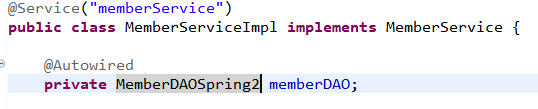 @Service("memberService")
public class MemberServiceImpl implements MemberService {
@Autowired
private MemberDAOSpring2 memberDAO;